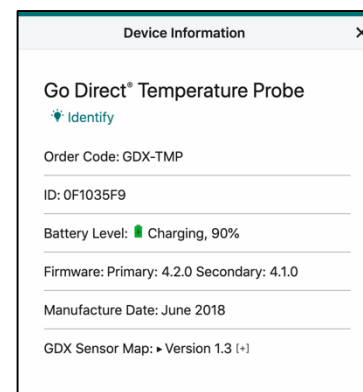 Device Information ×
Go Direct® Temperature Probe
Identify
Order Code: GDX-TMP
ID: 0F1035F9
Battery Level: Charging, 90%
Firmware: Primary: 4.2.0 Secondary: 4.1.0
Manufacture Date: June 2018
GDX Sensor Map: ▸ Version 1.3 [+]